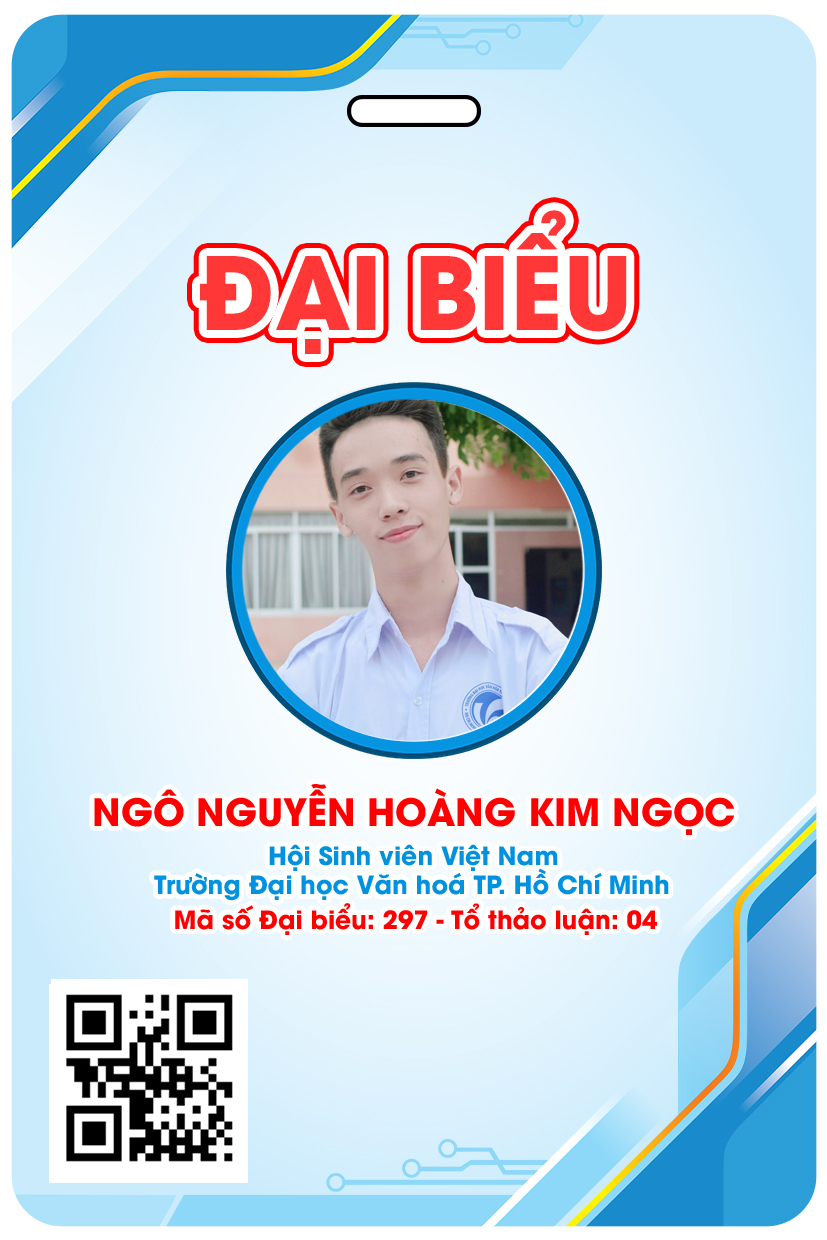 ĐẠI BIỂU
NGÔ NGUYỄN HOÀNG KIM NGỌC
Hội Sinh viên Việt Nam
Trường Đại học Văn hoá TP. Hồ Chí Minh
Mã số Đại biểu: 297 - Tổ thảo luận: 04